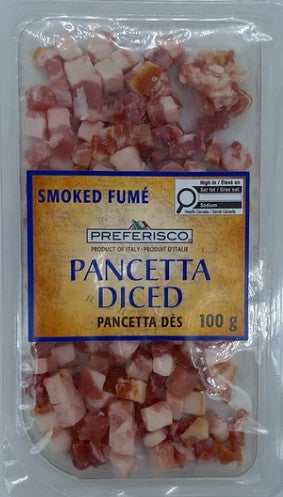 High in / Élevé en
Sat fat / Gras sat
Sodium
Health Canada / Santé Canada
SMOKED FUMÉ
PREFERISCO
PRODUCT OF ITALY · PRODUIT D'ITALIE
PANCETTA
DICED
PANCETTA DÉS 100 g